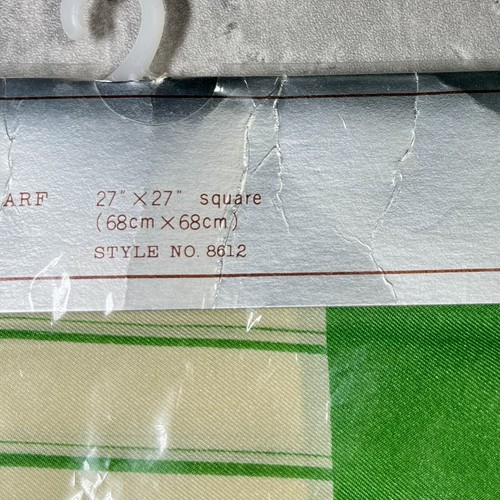 ARF 27" × 27" square
(68cm × 68cm)
STYLE NO. 8612